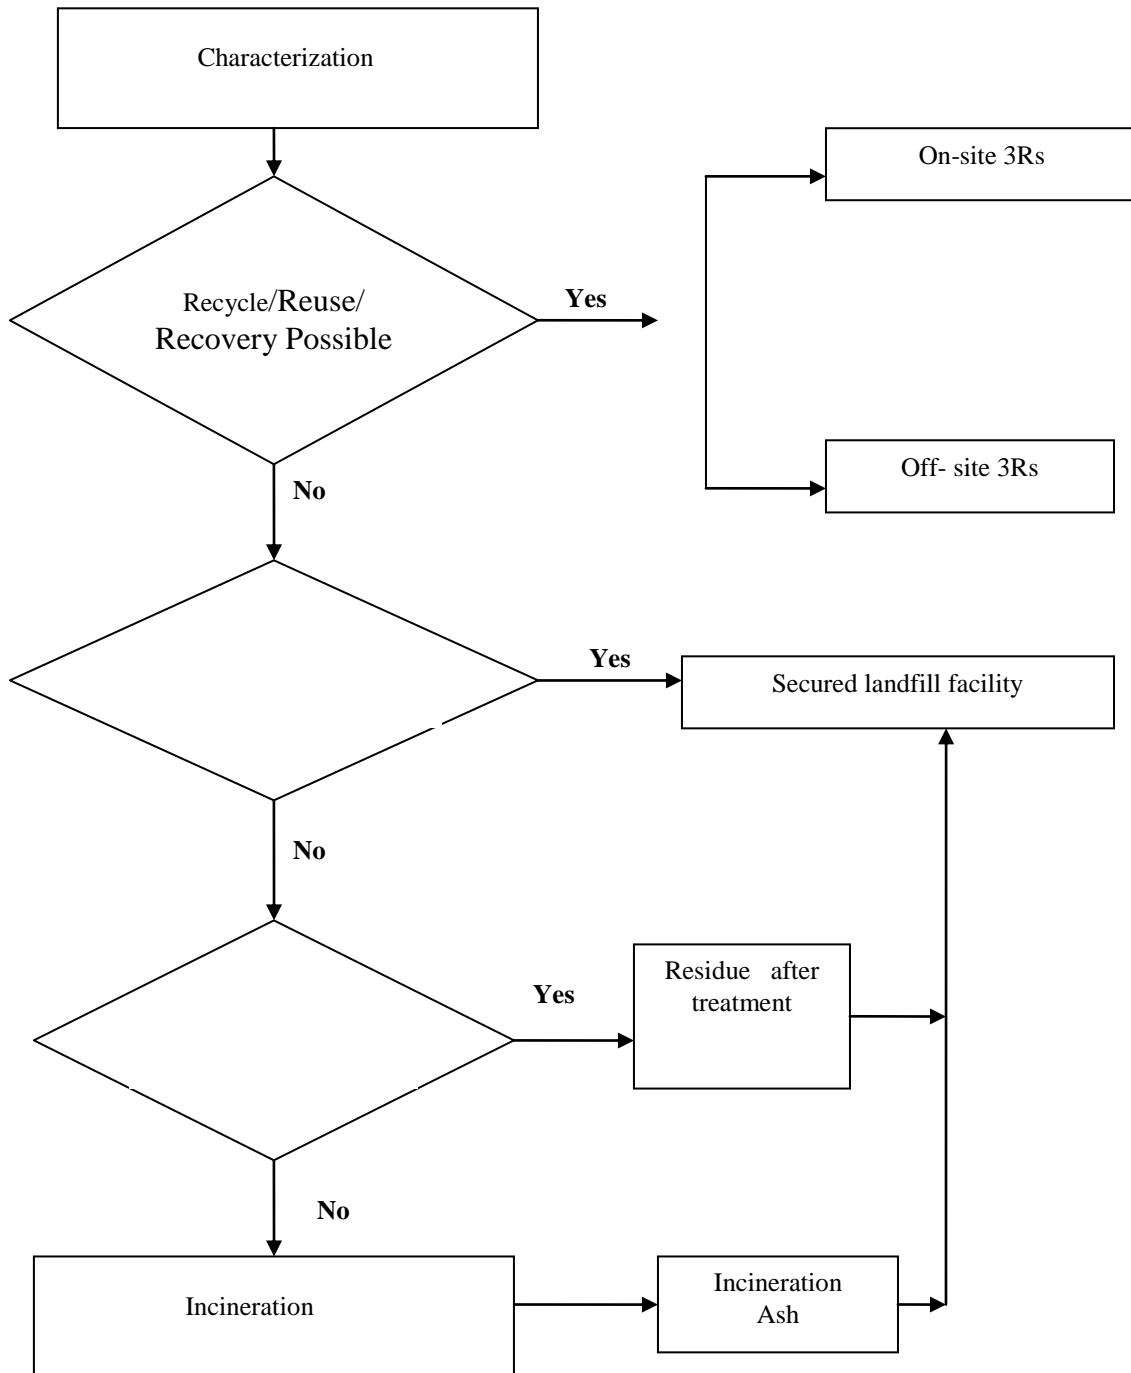 Characterization
On-site 3Rs
Recycle/Reuse/
Recovery Possible
Yes
Off- site 3Rs
No
Yes
Secured landfill facility
No
Residue after
treatment
Yes
No
Incineration
Incineration
Ash